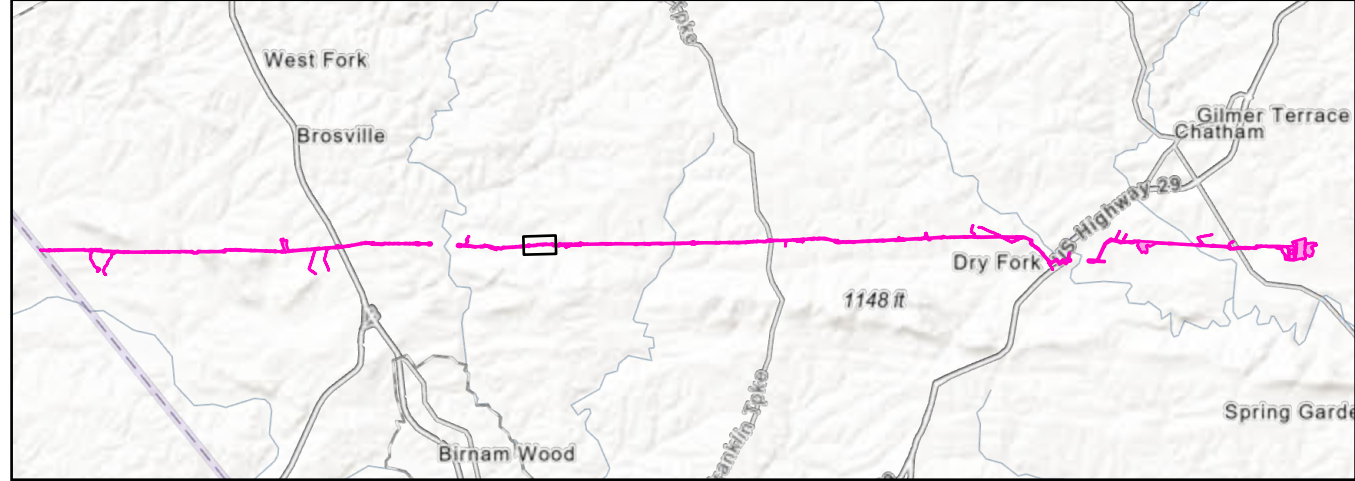 West Fork
Gilmer Terrace
Chatham
Brosville
US-Highway-29
Dry Fork
1148 ft
Franklin-Tpke
Spring Garde
Birnam Wood